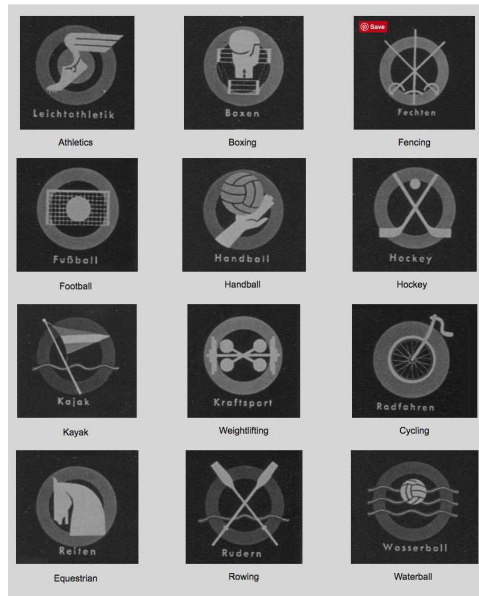 Save
Leichtathletik
Boxen
Fechten
Athletics
Boxing
Fencing
Fußball
Handball
Hockey
Football
Handball
Hockey
Kajak
Kraftsport
Radfahren
Kayak
Weightlifting
Cycling
Reiten
Rudern
Wasserball
Equestrian
Rowing
Waterball